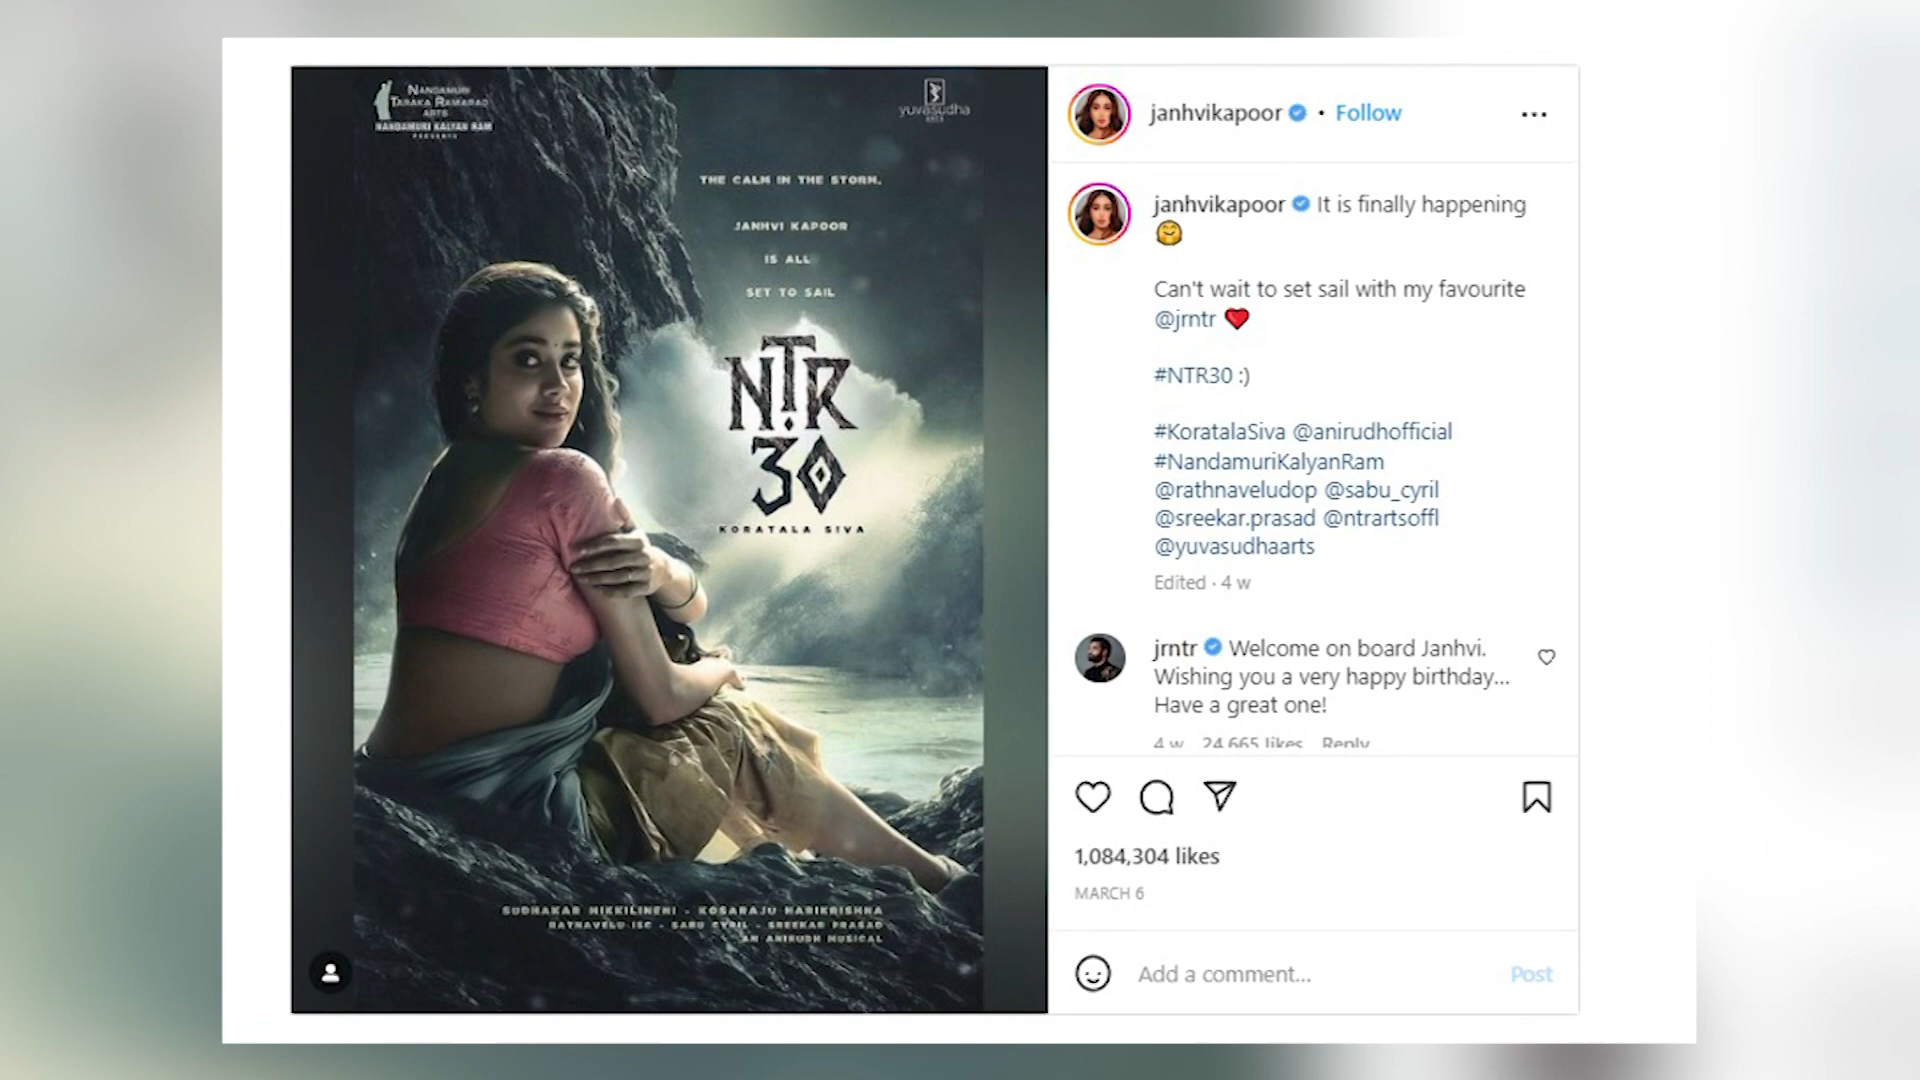 NANDAMURI
TARAKA RAMARAO
ARTS
NANDAMURI KALYAN RAM
PRESENTS
yuvasudha
ARTS
THE CALM IN THE STORM,
JANHVI KAPOOR
IS ALL
SET TO SAIL
NTR
30
KORATALA SIVA
SUDHAKAR MIKKILINENI - KOSARAJU HARIKRISHNA
RATNAVELU ISC - SABU CYRIL - SREEKAR PRASAD
AN ANIRUDH MUSICAL
janhvikapoor • Follow
janhvikapoor It is finally happening
🤗
Can't wait to set sail with my favourite
@jrntr ❤️
#NTR30 :)
#KoratalaSiva @anirudhofficial
#NandamuriKalyanRam
@rathnaveludop @sabu_cyril
@sreekar.prasad @ntrartsoffl
@yuvasudhaarts
Edited · 4 w
jrntr Welcome on board Janhvi.
Wishing you a very happy birthday...
Have a great one!
4 w 24,665 likes Reply
1,084,304 likes
MARCH 6
Add a comment... Post